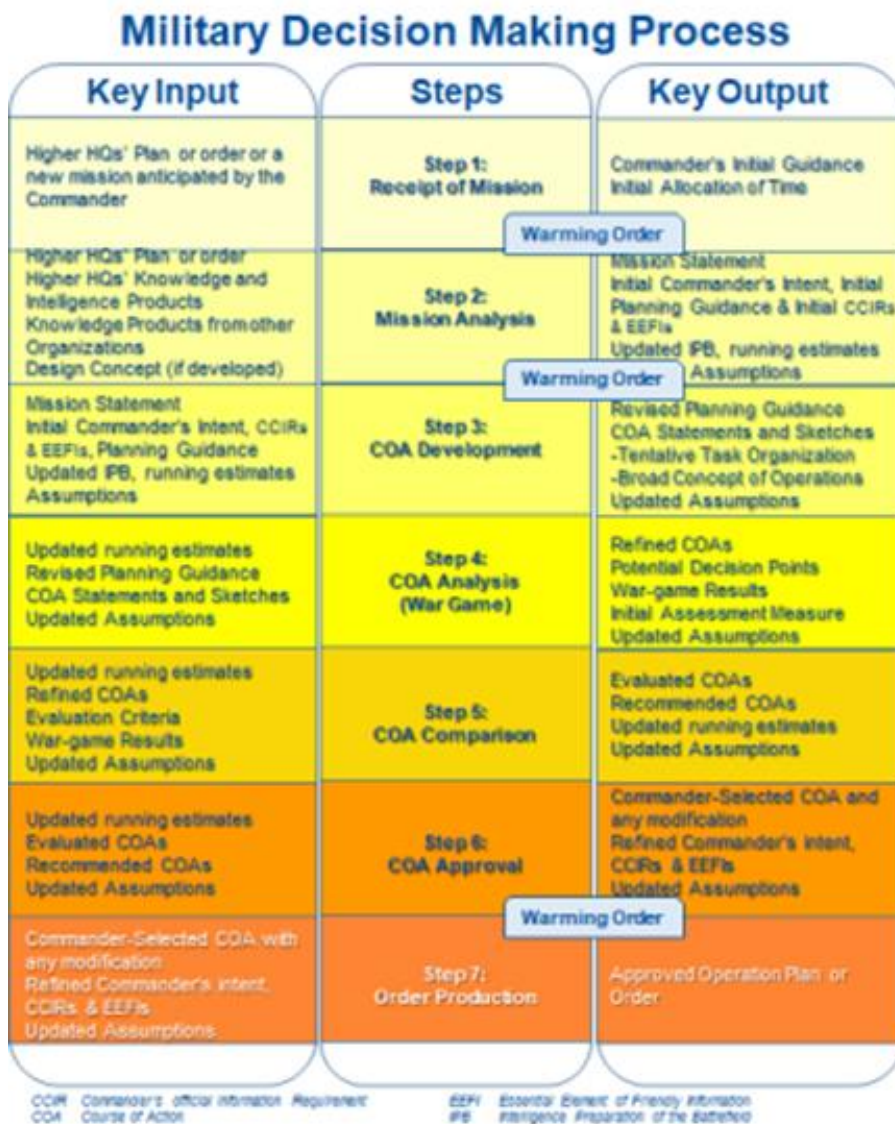 Military Decision Making Process
Key Input
Steps
Key Output
Higher HQs' Plan or order or a
new mission anticipated by the
Commander
Step 1:
Receipt of Mission
Commander's Initial Guidance
Initial Allocation of Time
Warming Order
Higher HQs' Plan or order
Higher HQs' Knowledge and
Intelligence Products
Knowledge Products from other
Organizations
Design Concept (if developed)
Step 2:
Mission Analysis
Mission Statement
Initial Commander's Intent, Initial
Planning Guidance & Initial CCIRs
& EEFIs
Updated IPB, running estimates
Assumptions
Warming Order
Mission Statement
Initial Commander's Intent, CCIRs
& EEFIs, Planning Guidance
Updated IPB, running estimates
Assumptions
Step 3:
COA Development
Revised Planning Guidance
COA Statements and Sketches
-Tentative Task Organization
-Broad Concept of Operations
Updated Assumptions
Updated running estimates
Revised Planning Guidance
COA Statements and Sketches
Updated Assumptions
Step 4:
COA Analysis
(War Game)
Refined COAs
Potential Decision Points
War-game Results
Initial Assessment Measure
Updated Assumptions
Updated running estimates
Refined COAs
Evaluation Criteria
War-game Results
Updated Assumptions
Step 5:
COA Comparison
Evaluated COAs
Recommended COAs
Updated running estimates
Updated Assumptions
Updated running estimates
Evaluated COAs
Recommended COAs
Updated Assumptions
Step 6:
COA Approval
Commander-Selected COA and
any modification
Refined Commander's intent,
CCIRs & EEFIs
Updated Assumptions
Warming Order
Commander-Selected COA with
any modification
Refined Commander's intent,
CCIRs & EEFIs
Updated Assumptions
Step 7:
Order Production
Approved Operation Plan or
Order
CCIR Commander's official Information Requirement
COA Course of Action
EEFI Essential Element of Friendly Information
IPB Intelligence Preparation of the Battlefield